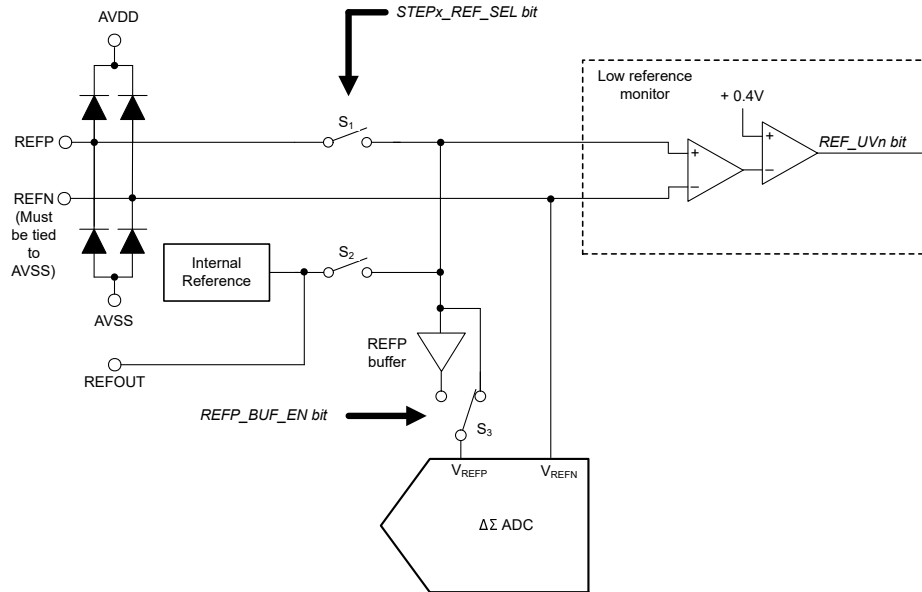 STEPx_REF_SEL bit
AVDD
Low reference
monitor
+ 0.4V
S1
REFP
+
+
REF_UVn bit
−
−
REFN
(Must
be tied
to
AVSS)
Internal
Reference
S2
AVSS
REFP
buffer
REFOUT
REFP_BUF_EN bit
S3
VREFP
VREFN
ΔΣ ADC